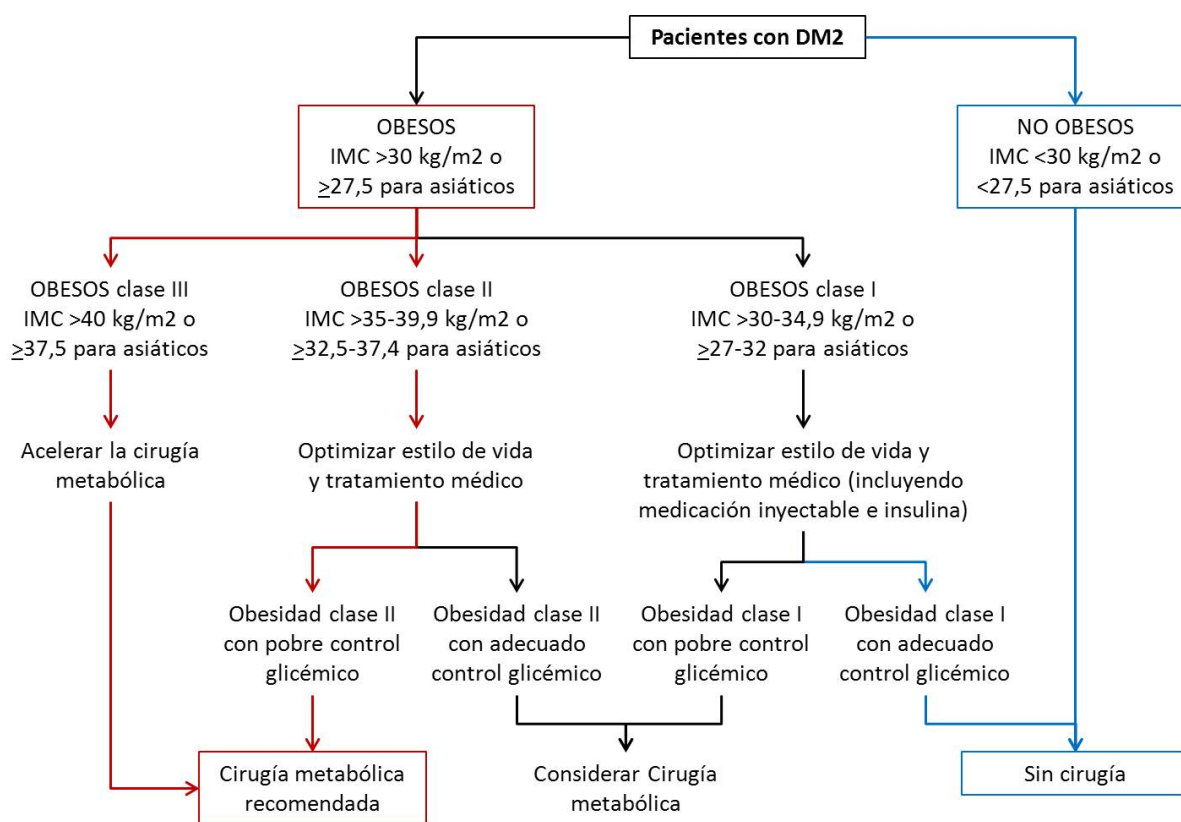 Pacientes con DM2
OBESOS
IMC >30 kg/m2 o
≥27,5 para asiáticos
NO OBESOS
IMC <30 kg/m2 o
<27,5 para asiáticos
OBESOS clase III
IMC >40 kg/m2 o
≥37,5 para asiáticos
OBESOS clase II
IMC >35-39,9 kg/m2 o
≥32,5-37,4 para asiáticos
OBESOS clase I
IMC >30-34,9 kg/m2 o
≥27-32 para asiáticos
Acelerar la cirugía
metabólica
Optimizar estilo de vida
y tratamiento médico
Optimizar estilo de vida y
tratamiento médico (incluyendo
medicación inyectable e insulina)
Obesidad clase II
con pobre control
glicémico
Obesidad clase II
con adecuado
control glicémico
Obesidad clase I
con pobre control
glicémico
Obesidad clase I
con adecuado
control glicémico
Cirugía metabólica
recomendada
Considerar Cirugía
metabólica
Sin cirugía